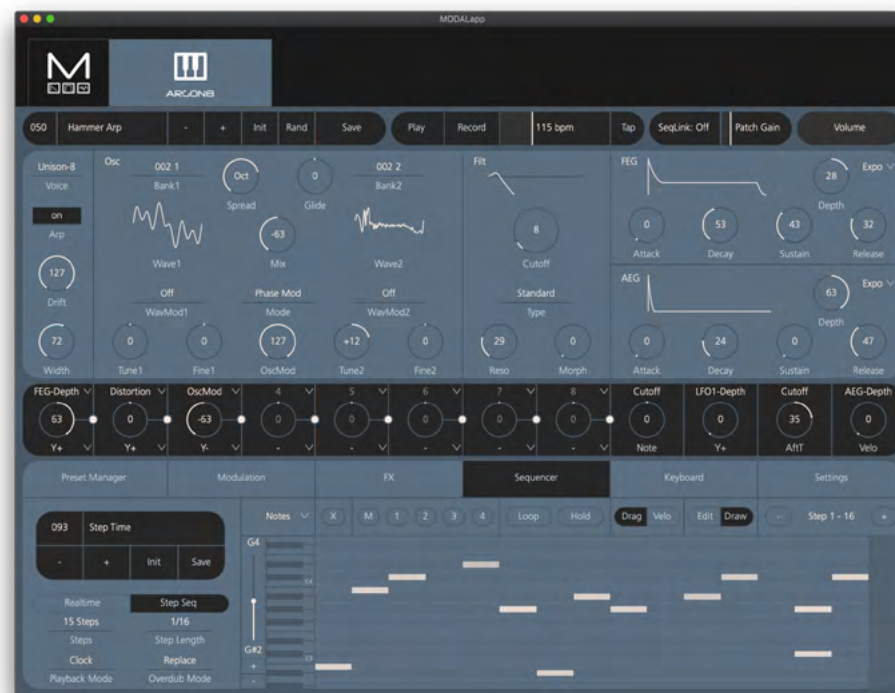 MODALapp
M
ARGON8
050 Hammer Arp - + Init Rand Save Play Record 115 bpm Tap SeqLink: Off Patch Gain Volume
Unison-8
Voice
on
Arp
127
Drift
72
Width
Osc 002 1 002 2
Bank1 Oct 0 Bank2
Spread Glide
-63
Wave1 Mix Wave2
Off Phase Mod Off
WavMod1 Mode WavMod2
0 0 127 +12 0
Tune1 Fine1 OscMod Tune2 Fine2
Filt
8
Cutoff
Standard
Type
29 0
Reso Morph
FEG 28 Expo
Depth
0 53 43 32
Attack Decay Sustain Release
AEG 63 Expo
Depth
0 24 0 47
Attack Decay Sustain Release
FEG-Depth Distortion OscMod 4 5 6 7 8 Cutoff LFO1-Depth Cutoff AEG-Depth
63 0 -63 0 0 0 0 0 0 0 35 0
Y+ Y+ Y- - - - - - Note Y+ AftT Velo
Preset Manager Modulation FX Sequencer Keyboard Settings
093 Step Time
- + Init Save
Realtime Step Seq
15 Steps 1/16
Steps Step Length
Clock Replace
Playback Mode Overdub Mode
Notes X M 1 2 3 4 Loop Hold Drag Velo Edit Draw - Step 1 - 16 +
G4
G#2
+
-